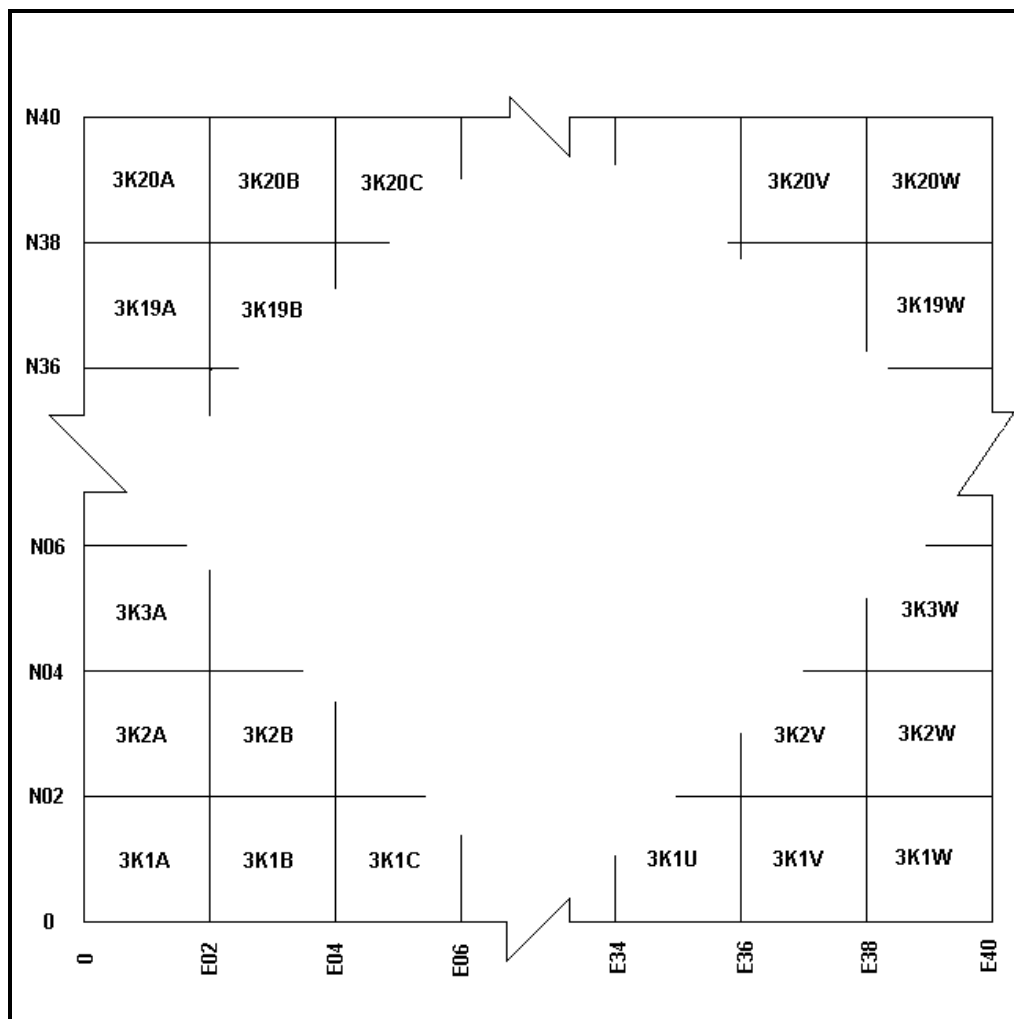 N40
3K20A 3K20B 3K20C 3K20V 3K20W
N38
3K19A 3K19B 3K19W
N36
N06
3K3A 3K3W
N04
3K2A 3K2B 3K2V 3K2W
N02
3K1A 3K1B 3K1C 3K1U 3K1V 3K1W
0
0 E02 E04 E06 E34 E36 E38 E40